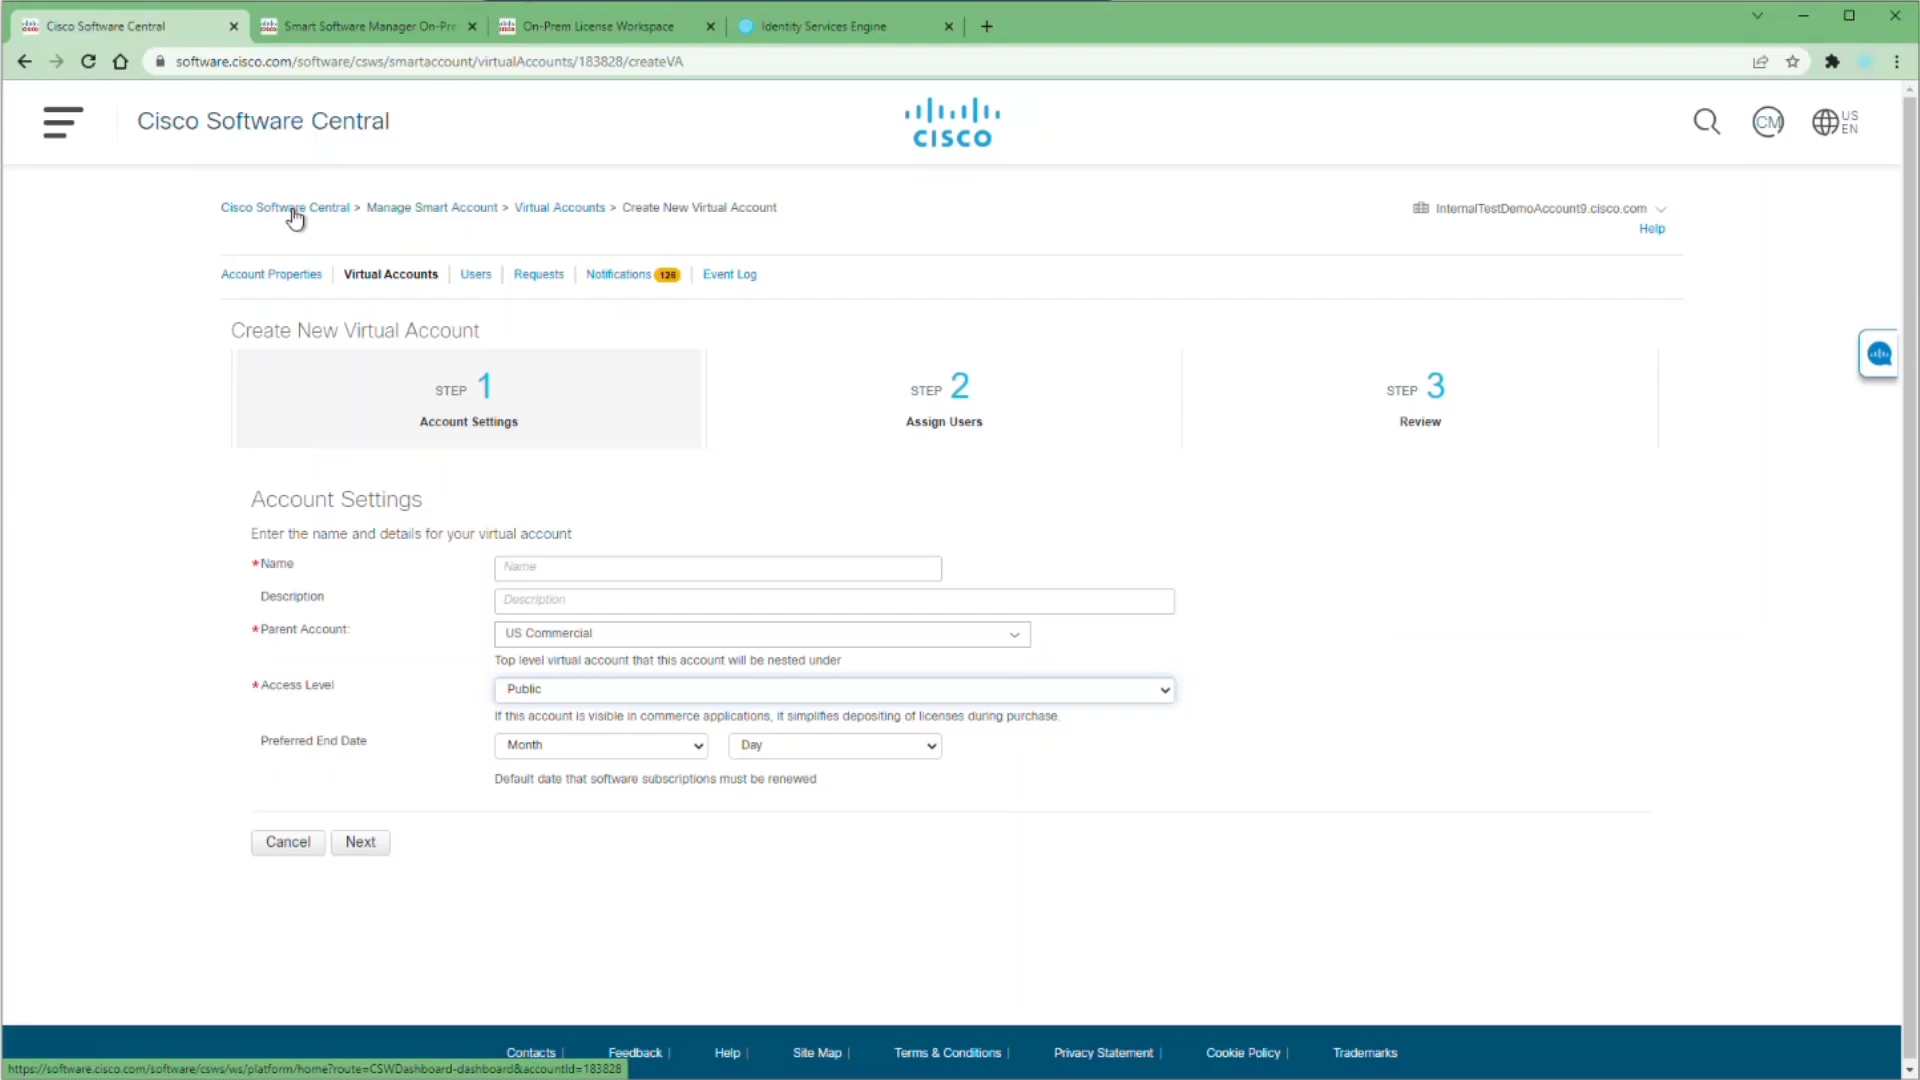 Cisco Software Central
Smart Software Manager On-Pre
On-Prem License Workspace
Identity Services Engine
software.cisco.com/software/csws/smartaccount/virtualAccounts/183828/createVA
Cisco Software Central
CISCO
CM
US
EN
Cisco Software Central > Manage Smart Account > Virtual Accounts > Create New Virtual Account
InternalTestDemoAccount9.cisco.com
Help
Account Properties
Virtual Accounts
Users
Requests
Notifications 126
Event Log
Create New Virtual Account
STEP 1
Account Settings
STEP 2
Assign Users
STEP 3
Review
Account Settings
Enter the name and details for your virtual account
*Name
Name
Description
Description
*Parent Account:
US Commercial
Top level virtual account that this account will be nested under
*Access Level
Public
If this account is visible in commerce applications, it simplifies depositing of licenses during purchase.
Preferred End Date
Month
Day
Default date that software subscriptions must be renewed
Cancel
Next
Contacts |
Feedback |
Help |
Site Map |
Terms & Conditions |
Privacy Statement |
Cookie Policy |
Trademarks
https://software.cisco.com/software/csws/ws/platform/home?route=CSWDashboard-dashboard&accountId=183828